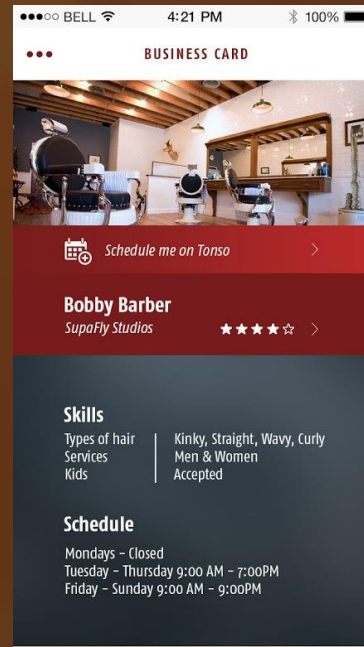 BELL 4:21 PM 100%
BUSINESS CARD
Schedule me on Tonso
Bobby Barber
SupaFly Studios
Skills
Types of hair Kinky, Straight, Wavy, Curly
Services Men & Women
Kids Accepted
Schedule
Mondays – Closed
Tuesday – Thursday 9:00 AM – 7:00PM
Friday – Sunday 9:00 AM – 9:00PM